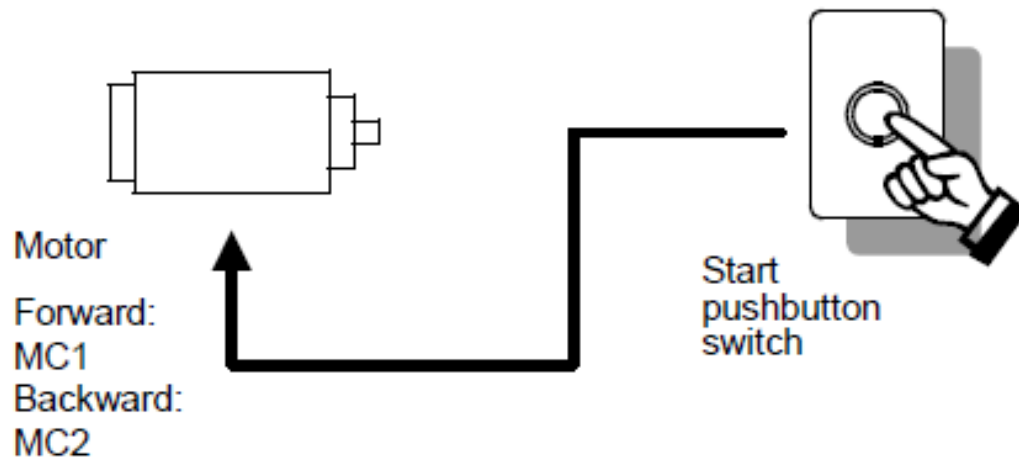 Motor
Forward:
MC1
Backward:
MC2
Start
pushbutton
switch